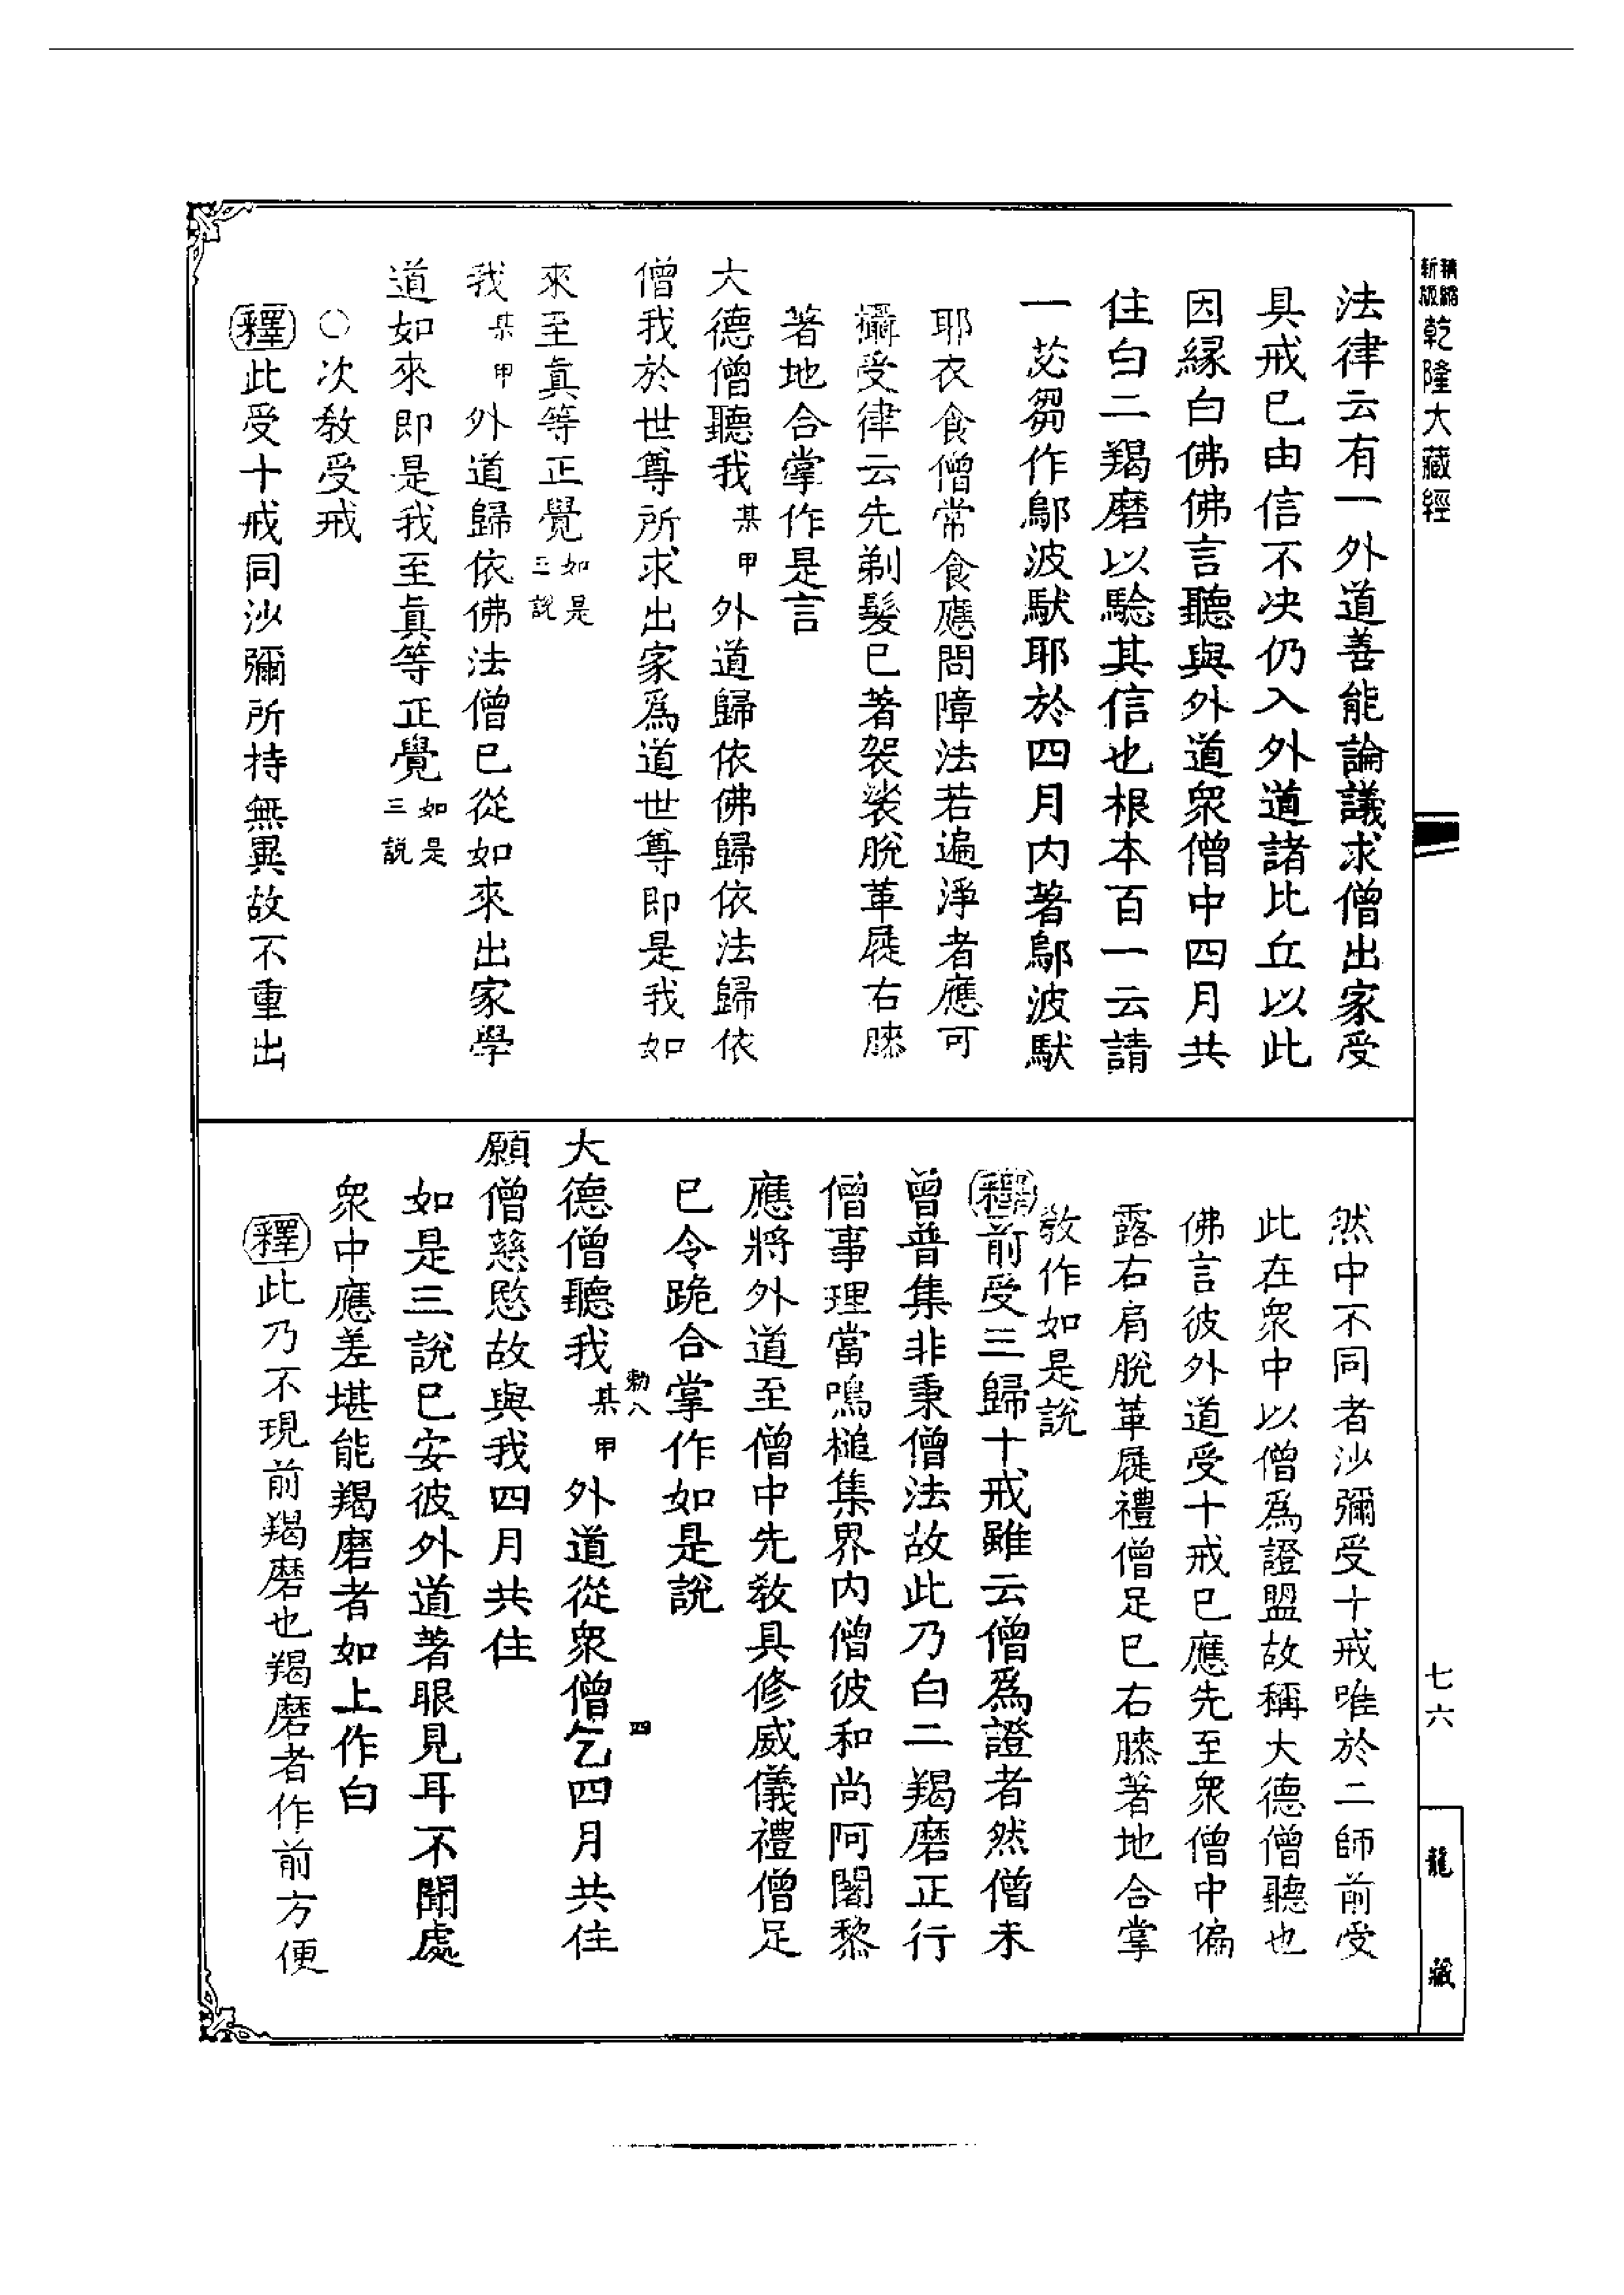 精縮
新版
乾隆大藏經
法律云有一外道善能論議求僧出家受
具戒已由信不決仍入外道諸比丘以此
因緣白佛佛言聽與外道眾僧中四月共
住白二羯磨以騐其信也根本百一云請
一苾芻作鄔波馱耶於四月內著鄔波馱
耶衣食僧常食應問障法若遍淨者應可
攝受律云先剃髮已著袈裟脫革屣右膝
著地合掌作是言
大德僧聽我某甲外道歸依佛歸依法歸依
僧我於世尊所求出家為道世尊即是我如
來至真等正覺如是三說
我某甲外道歸依佛法僧已從如來出家學
道如來即是我至真等正覺如是三說
○次教受戒
釋此受十戒同沙彌所持無異故不重出
然中不同者沙彌受十戒唯於二師前受
此在眾中以僧為證盟故稱大德僧聽也
佛言彼外道受十戒已應先至眾僧中偏
露右肩脫革屣禮僧足已右膝著地合掌
教作如是說
釋前受三歸十戒雖云僧為證者然僧未
曾普集非秉僧法故此乃白二羯磨正行
僧事理當鳴槌集界內僧彼和尚阿闍黎
應將外道至僧中先教具修威儀禮僧足
已令跪合掌作如是說
勅八 四
大德僧聽我某甲外道從眾僧乞四月共住
願僧慈愍故與我四月共住
如是三說已安彼外道著眼見耳不聞處
眾中應差堪能羯磨者如上作白
釋此乃不現前羯磨也羯磨者作前方便
七六
龍藏